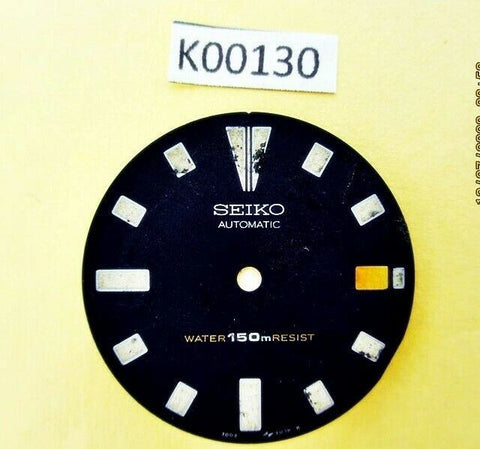 K00130
SEIKO
AUTOMATIC
WATER 150m RESIST